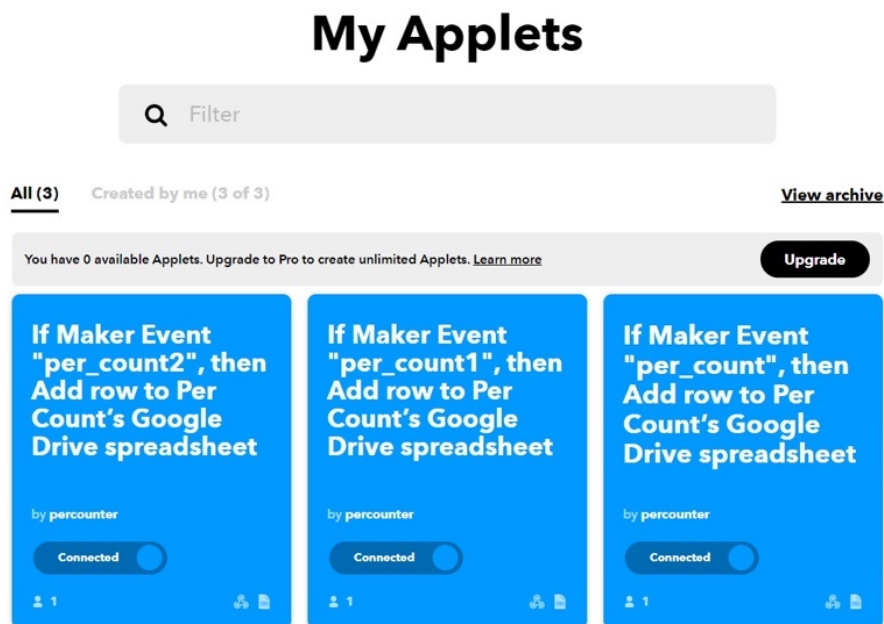 My Applets
Filter
All (3) Created by me (3 of 3) View archive
You have 0 available Applets. Upgrade to Pro to create unlimited Applets. Learn more Upgrade
If Maker Event
"per_count2", then
Add row to Per
Count’s Google
Drive spreadsheet
by percounter
Connected
1
If Maker Event
"per_count1", then
Add row to Per
Count’s Google
Drive spreadsheet
by percounter
Connected
1
If Maker Event
"per_count", then
Add row to Per
Count’s Google
Drive spreadsheet
by percounter
Connected
1